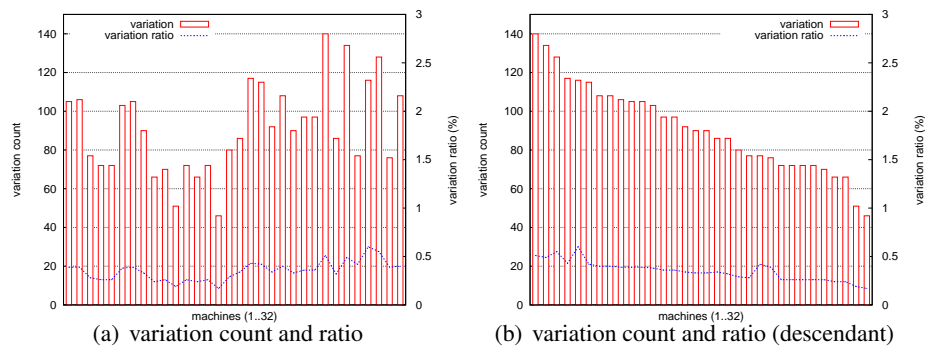 variation
variation ratio
140
120
100
80
60
40
20
0
variation count
3
2.5
2
1.5
1
0.5
0
variation ratio (%)
machines (1..32)
(a) variation count and ratio
variation
variation ratio
140
120
100
80
60
40
20
0
variation count
3
2.5
2
1.5
1
0.5
0
variation ratio (%)
machines (1..32)
(b) variation count and ratio (descendant)